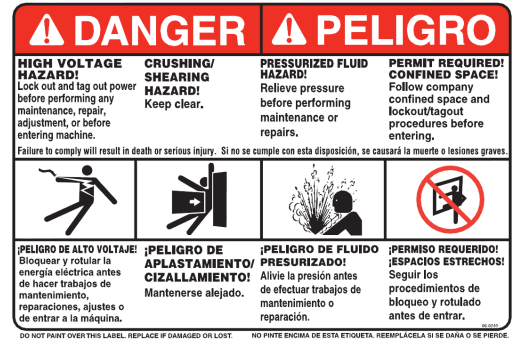 DANGER
PELIGRO
HIGH VOLTAGE
HAZARD!
Lock out and tag out power
before performing any
maintenance, repair,
adjustment, or before
entering machine.
CRUSHING/
SHEARING
HAZARD!
Keep clear.
PRESSURIZED FLUID
HAZARD!
Relieve pressure
before performing
maintenance or
repairs.
PERMIT REQUIRED!
CONFINED SPACE!
Follow company
confined space and
lockout/tagout
procedures before
entering.
Failure to comply will result in death or serious injury. Si no se cumple con esta disposición, se causará la muerte o lesiones graves.
¡PELIGRO DE ALTO VOLTAJE!
Bloquear y rotular la
energía eléctrica antes
de hacer trabajos de
mantenimiento,
reparaciones, ajustes o
de entrar a la máquina.
¡PELIGRO DE
APLASTAMIENTO/
CIZALLAMIENTO!
Mantenerse alejado.
¡PELIGRO DE FLUIDO
PRESURIZADO!
Alivie la presión antes
de efectuar trabajos de
mantenimiento o
reparación.
¡PERMISO REQUERIDO!
¡ESPACIOS ESTRECHOS!
Seguir los
procedimientos de
bloqueo y rotulado
antes de entrar.
DO NOT PAINT OVER THIS LABEL. REPLACE IF DAMAGED OR LOST.
NO PINTE ENCIMA DE ESTA ETIQUETA. REEMPLÁCELA SI SE DAÑA O SE PIERDE.